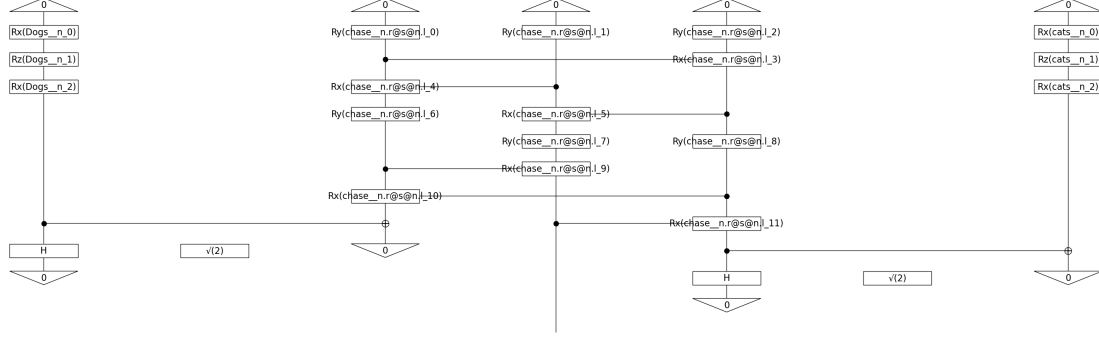 0 0 0 0 0
Rx(Dogs__n_0) Ry(chase__n.r@s@n.l_0) Ry(chase__n.r@s@n.l_1) Ry(chase__n.r@s@n.l_2) Rx(cats__n_0)
Rz(Dogs__n_1) Rx(chase__n.r@s@n.l_3) Rz(cats__n_1)
Rx(Dogs__n_2) Rx(chase__n.r@s@n.l_4) Rx(cats__n_2)
Ry(chase__n.r@s@n.l_6) Rx(chase__n.r@s@n.l_5)
Ry(chase__n.r@s@n.l_7) Ry(chase__n.r@s@n.l_8)
Rx(chase__n.r@s@n.l_9)
Rx(chase__n.r@s@n.l_10)
Rx(chase__n.r@s@n.l_11)
H √(2) 0
0 H √(2) 0
0